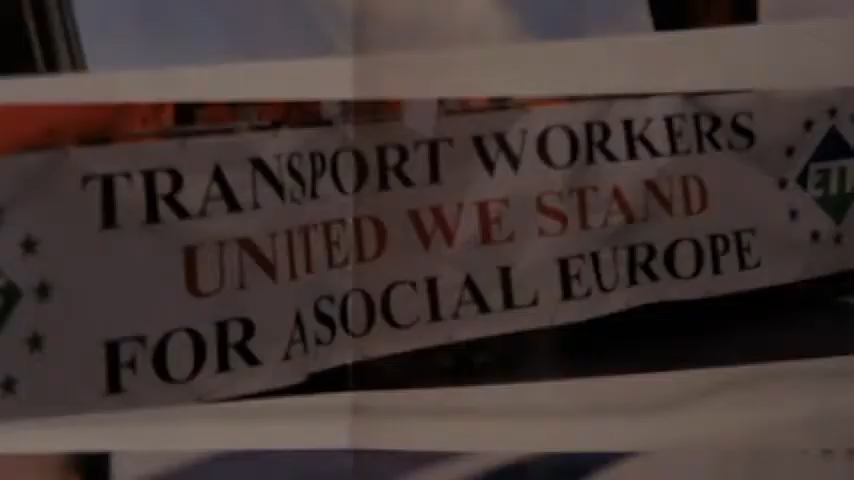 TRANSPORT WORKERS
UNITED WE STAND
FOR ASOCIAL EUROPE